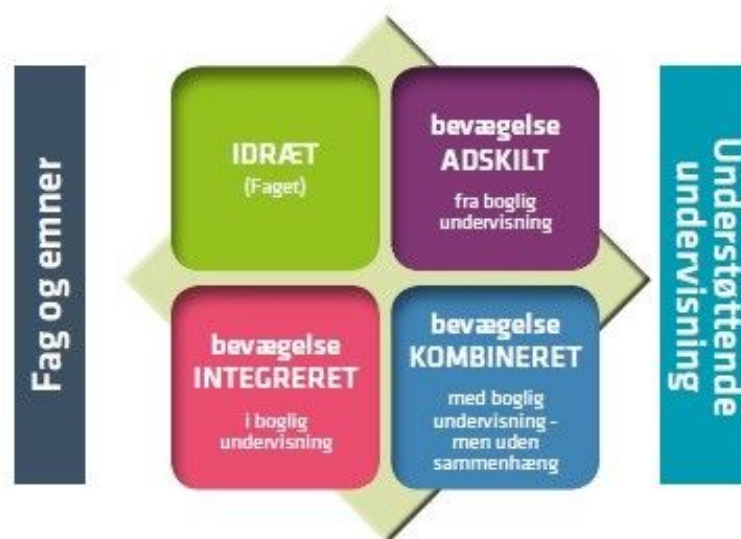 Fag og emner
IDRÆT
(Faget)
bevægelse
ADSKILT
fra boglig
undervisning
bevægelse
INTEGRERET
i boglig
undervisning
bevægelse
KOMBINERET
med boglig
undervisning -
men uden
sammenhæng
Understøttende
undervisning